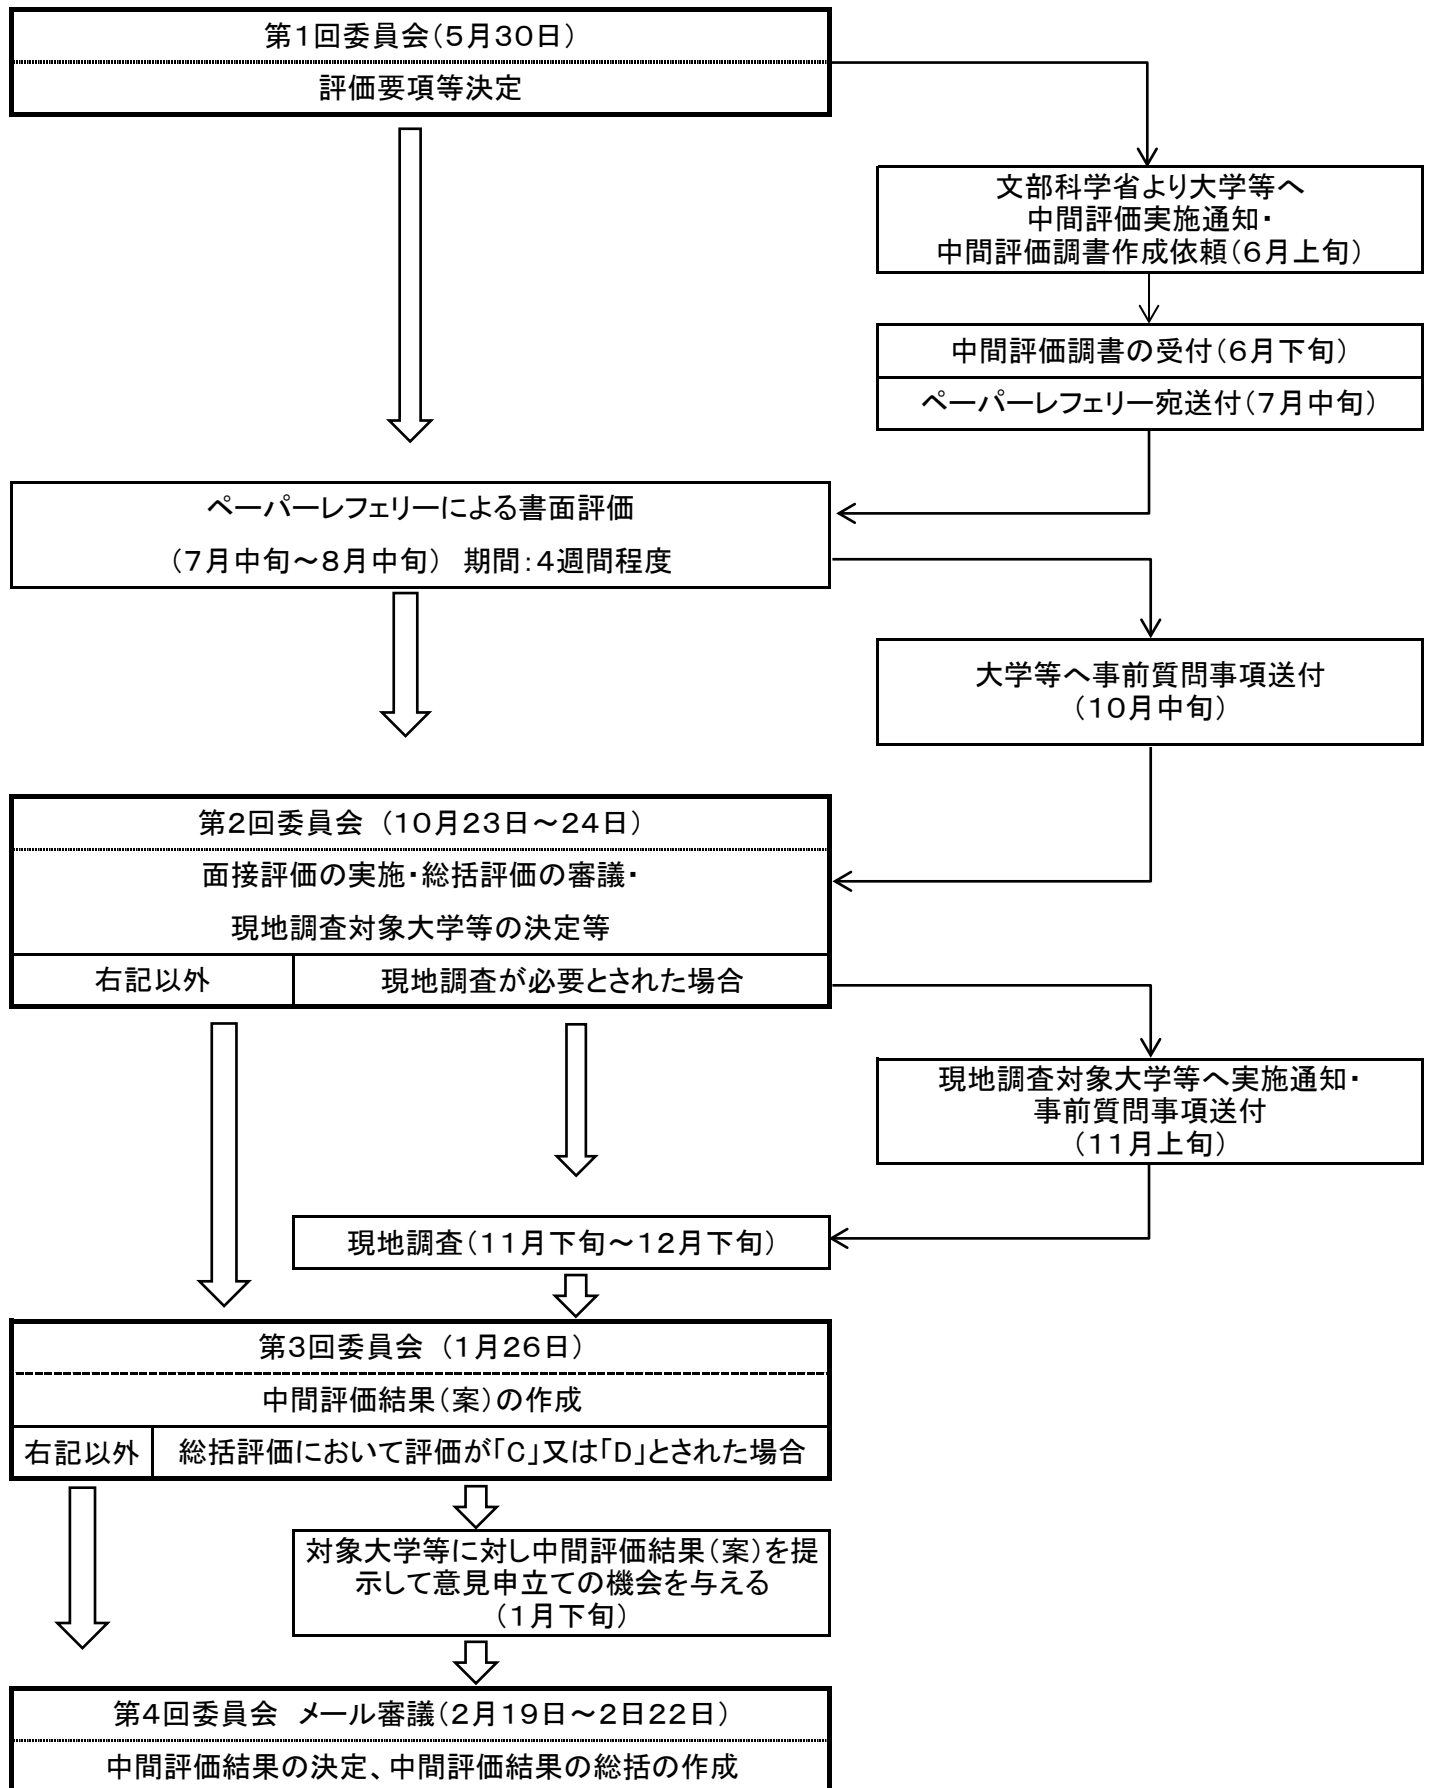 第1回委員会（5月30日）
評価要項等決定
文部科学省より大学等へ
中間評価実施通知・
中間評価調書作成依頼（6月上旬）
中間評価調書の受付（6月下旬）
ペーパーレフェリー宛送付（7月中旬）
ペーパーレフェリーによる書面評価
（7月中旬～8月中旬）　期間：4週間程度
大学等へ事前質問事項送付
（10月中旬）
第2回委員会　（10月23日～24日）
面接評価の実施・総括評価の審議・
現地調査対象大学等の決定等
右記以外
現地調査が必要とされた場合
現地調査対象大学等へ実施通知・
事前質問事項送付
（11月上旬）
現地調査（11月下旬～12月下旬）
第3回委員会　（1月26日）
中間評価結果（案）の作成
右記以外
総括評価において評価が「C」又は「D」とされた場合
対象大学等に対し中間評価結果（案）を提
示して意見申立ての機会を与える
（1月下旬）
第4回委員会　メール審議（2月19日～2日22日）
中間評価結果の決定、中間評価結果の総括の作成